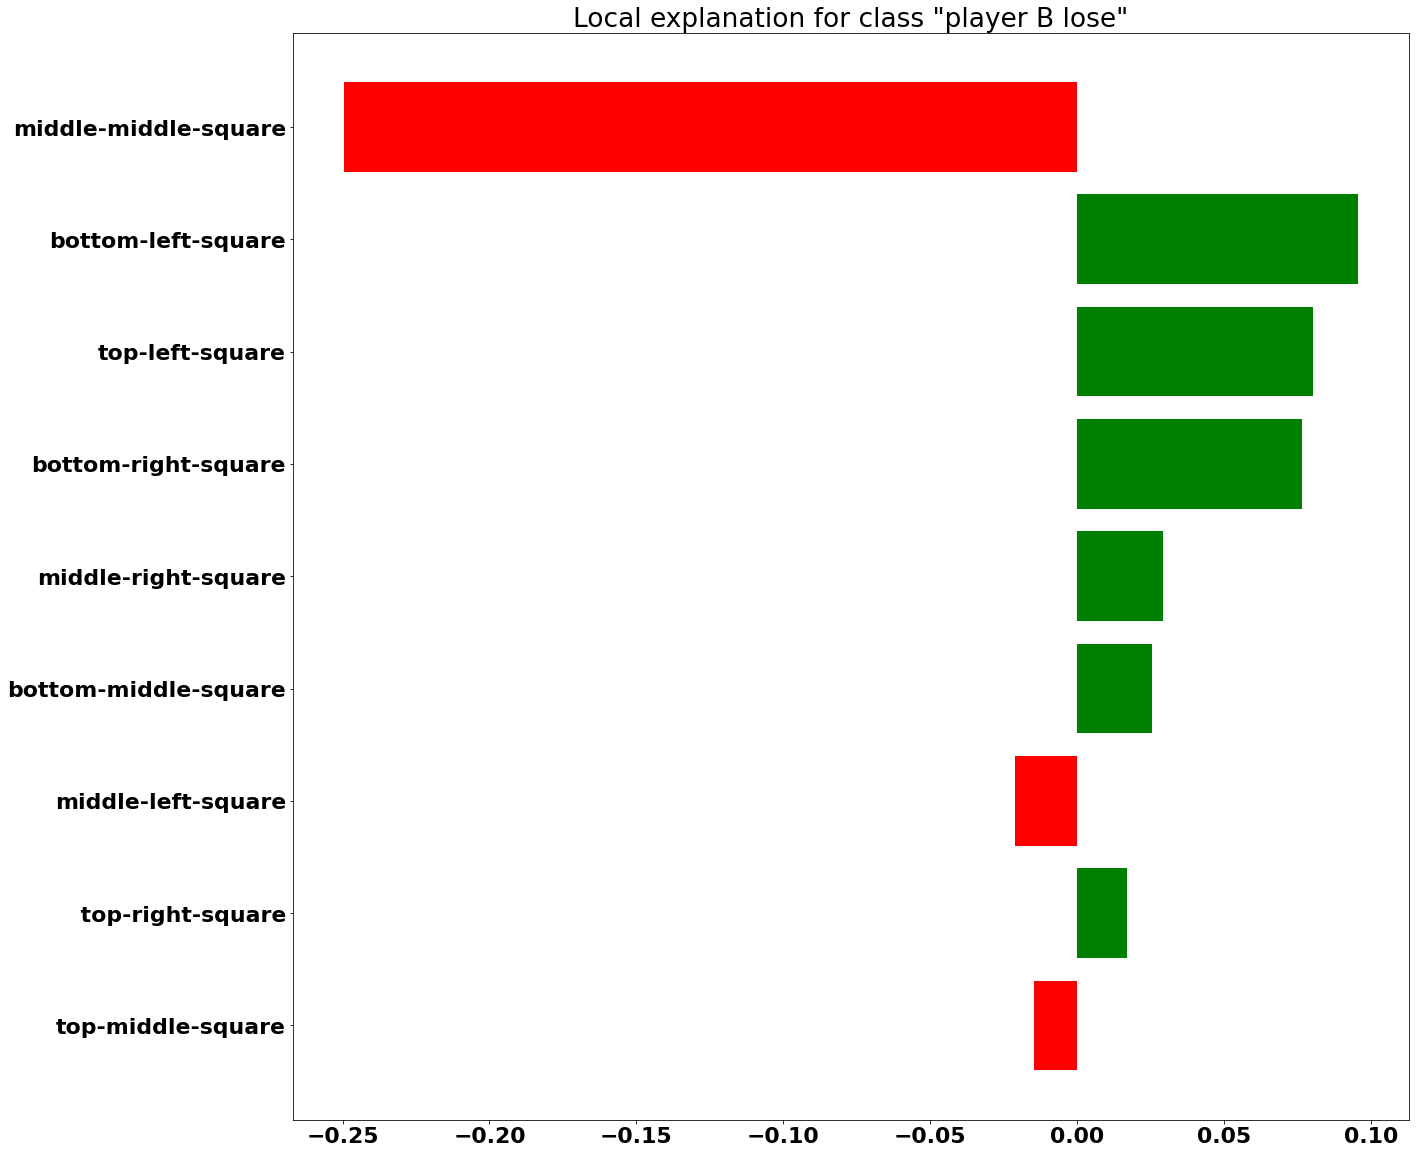 Local explanation for class "player B lose"
middle-middle-square
bottom-left-square
top-left-square
bottom-right-square
middle-right-square
bottom-middle-square
middle-left-square
top-right-square
top-middle-square
−0.25 −0.20 −0.15 −0.10 −0.05 0.00 0.05 0.10